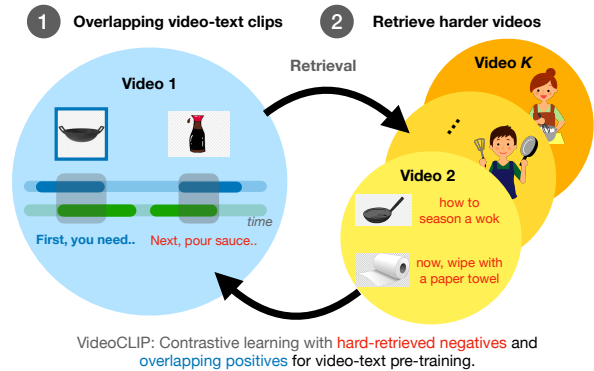 1 Overlapping video-text clips
2 Retrieve harder videos
Video 1
Retrieval
Video K
...
Video 2
how to
season a wok
time
First, you need..
Next, pour sauce..
now, wipe with
a paper towel
VideoCLIP: Contrastive learning with hard-retrieved negatives and
overlapping positives for video-text pre-training.